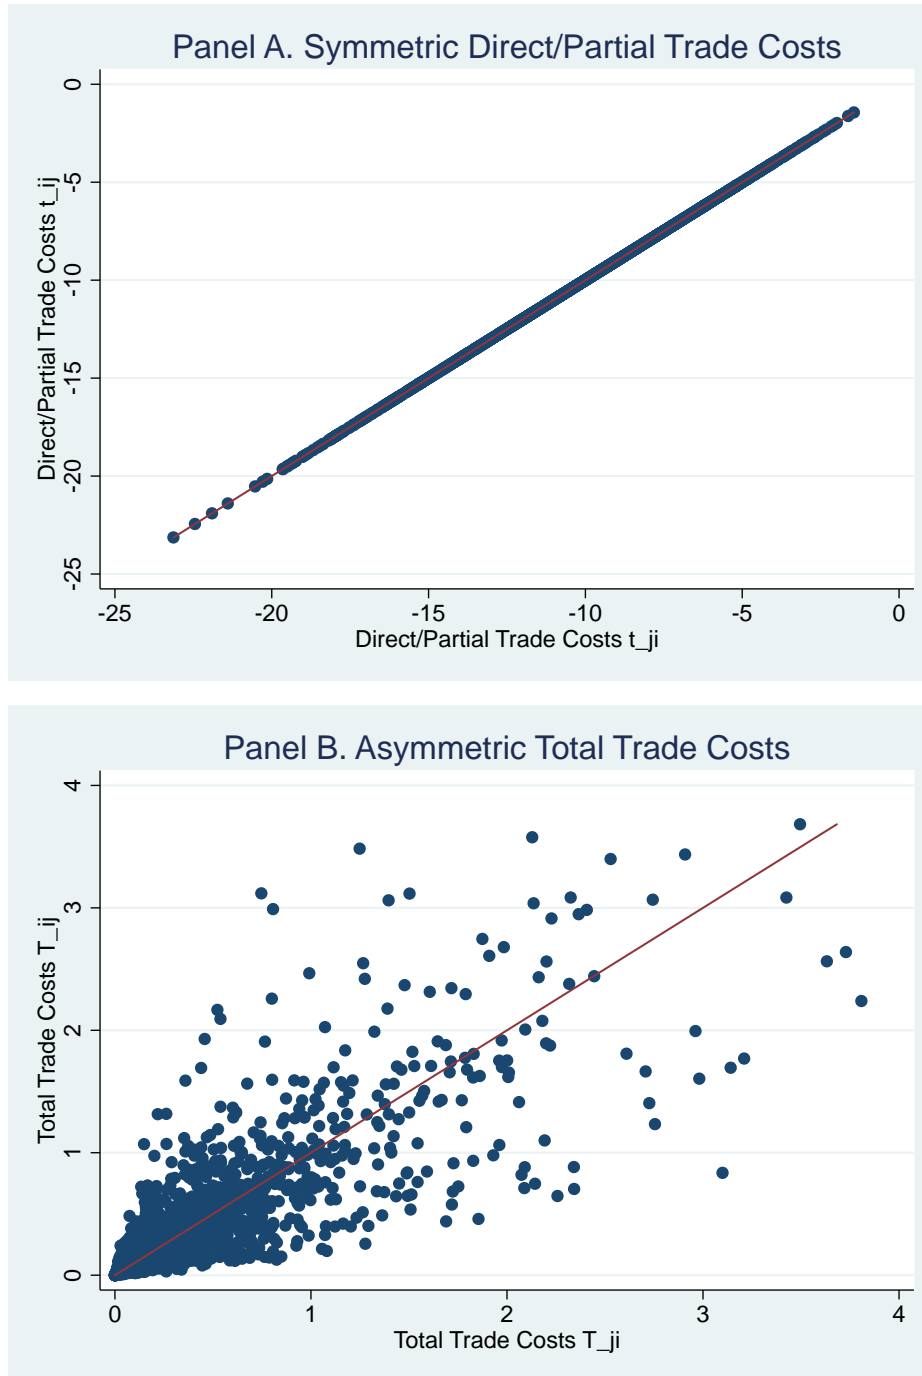 Panel A. Symmetric Direct/Partial Trade Costs
Direct/Partial Trade Costs t_ij
0
-5
-10
-15
-20
-25
-25 -20 -15 -10 -5 0
Direct/Partial Trade Costs t_ji
Panel B. Asymmetric Total Trade Costs
Total Trade Costs T_ij
4
3
2
1
0
0 1 2 3 4
Total Trade Costs T_ji